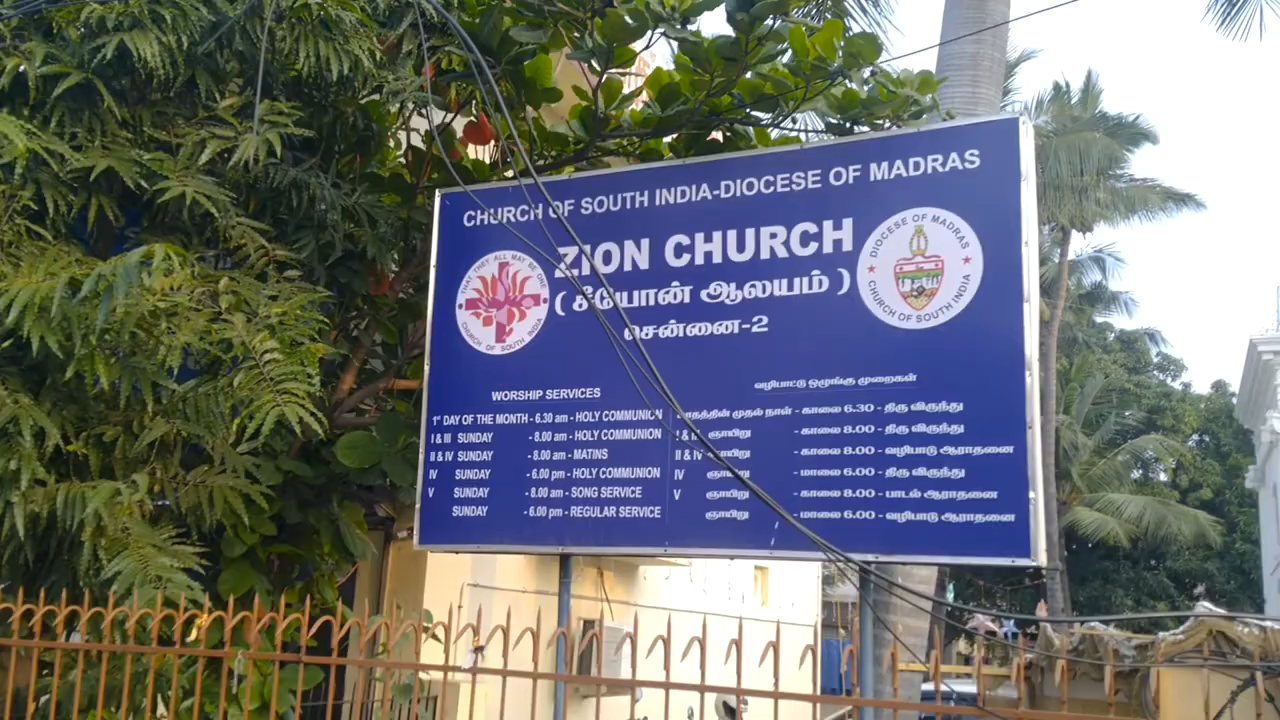 CHURCH OF SOUTH INDIA-DIOCESE OF MADRAS
ZION CHURCH
( சீயோன் ஆலயம் )
சென்னை-2
THAT THEY ALL MAY BE ONE
CHURCH OF SOUTH INDIA
DIOCESE OF MADRAS
CHURCH OF SOUTH INDIA
WORSHIP SERVICES
1st DAY OF THE MONTH - 6.30 am - HOLY COMMUNION
I & III SUNDAY - 8.00 am - HOLY COMMUNION
II & IV SUNDAY - 8.00 am - MATINS
IV SUNDAY - 6.00 pm - HOLY COMMUNION
V SUNDAY - 8.00 am - SONG SERVICE
SUNDAY - 6.00 pm - REGULAR SERVICE
வழிபாட்டு ஒழுங்கு முறைகள்
மாதத்தின் முதல் நாள் - காலை 6.30 - திரு விருந்து
I & III ஞாயிறு - காலை 8.00 - திரு விருந்து
II & IV ஞாயிறு - காலை 8.00 - வழிபாடு ஆராதனை
IV ஞாயிறு - மாலை 6.00 - திரு விருந்து
V ஞாயிறு - காலை 8.00 - பாடல் ஆராதனை
ஞாயிறு - மாலை 6.00 - வழிபாடு ஆராதனை